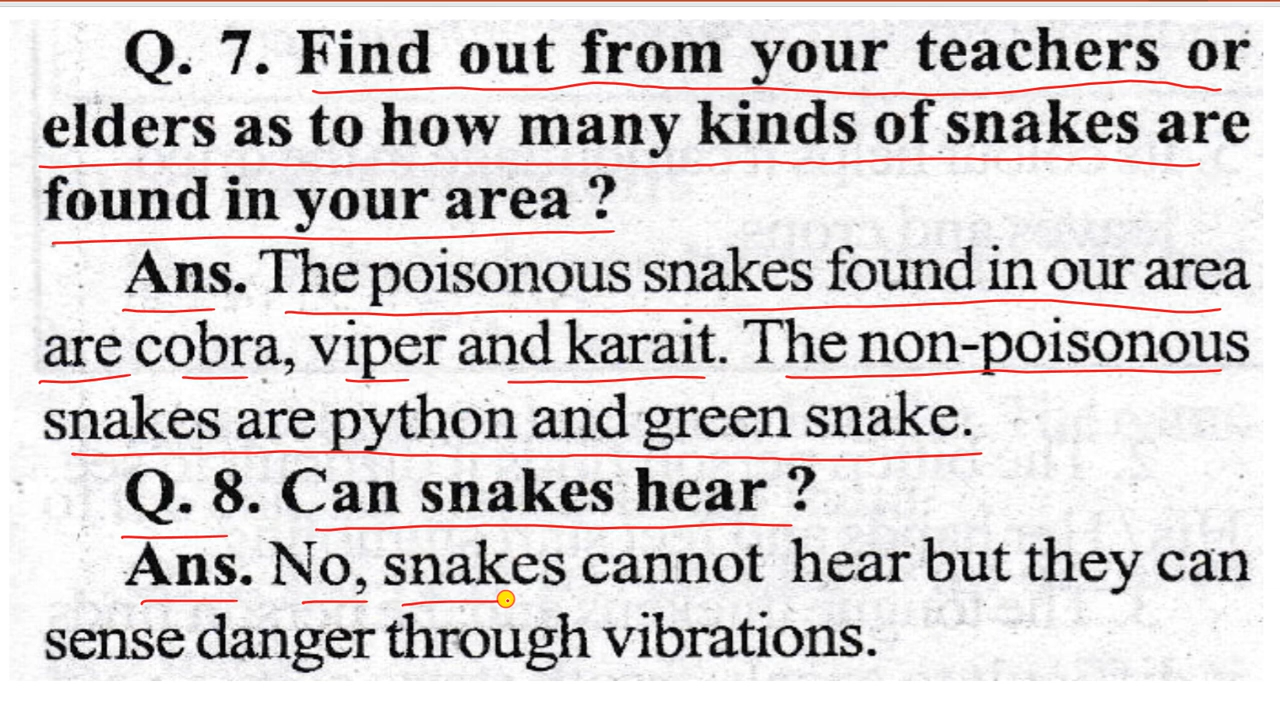 Q. 7. Find out from your teachers or
elders as to how many kinds of snakes are
found in your area ?
Ans. The poisonous snakes found in our area
are cobra, viper and karait. The non-poisonous
snakes are python and green snake.
Q. 8. Can snakes hear ?
Ans. No, snakes cannot hear but they can
sense danger through vibrations.